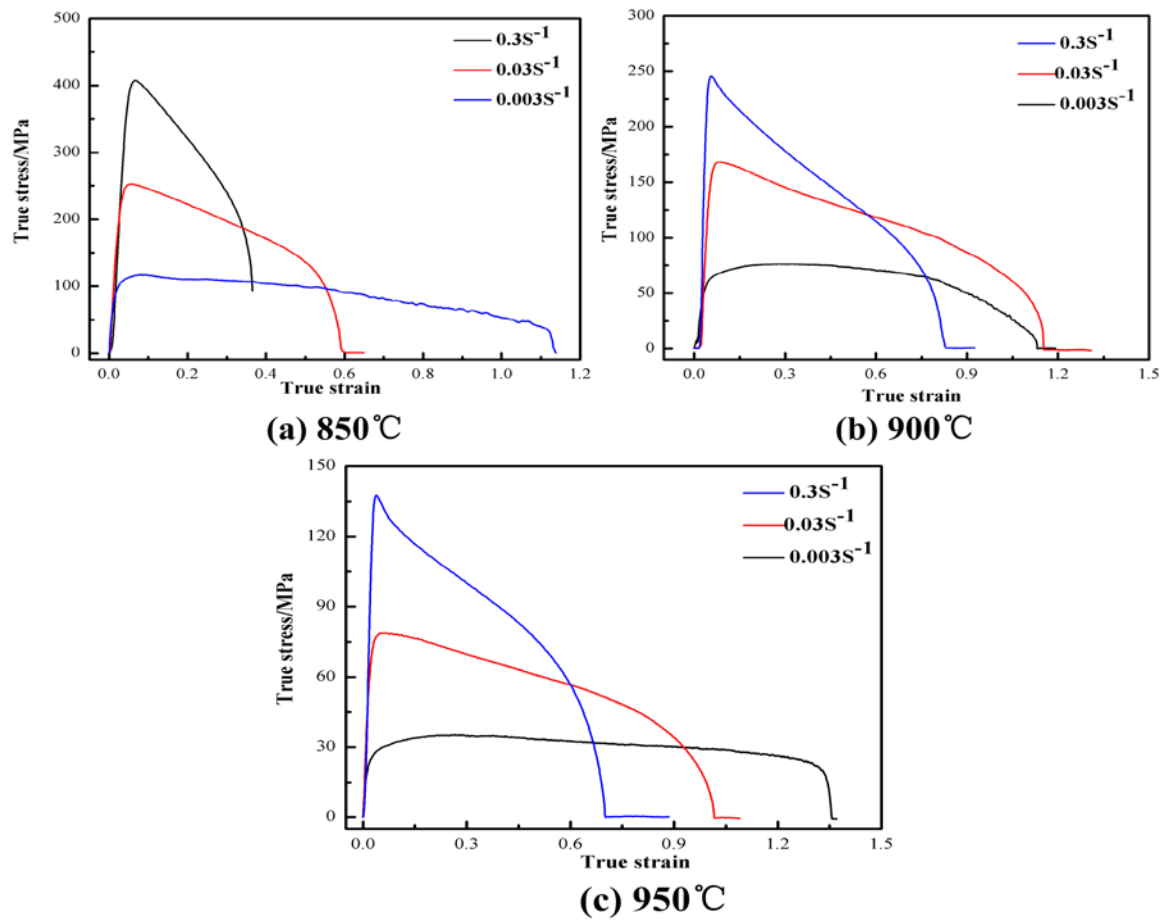 500
400
300
200
100
0
True stress/MPa
0.3S⁻¹
0.03S⁻¹
0.003S⁻¹
0.0 0.2 0.4 0.6 0.8 1.0 1.2
True strain
(a) 850℃
300
250
200
150
100
50
0
True stress/MPa
0.3S⁻¹
0.03S⁻¹
0.003S⁻¹
0.0 0.3 0.6 0.9 1.2 1.5
True strain
(b) 900℃
150
120
90
60
30
0
True stress/MPa
0.3S⁻¹
0.03S⁻¹
0.003S⁻¹
0.0 0.3 0.6 0.9 1.2 1.5
True strain
(c) 950℃